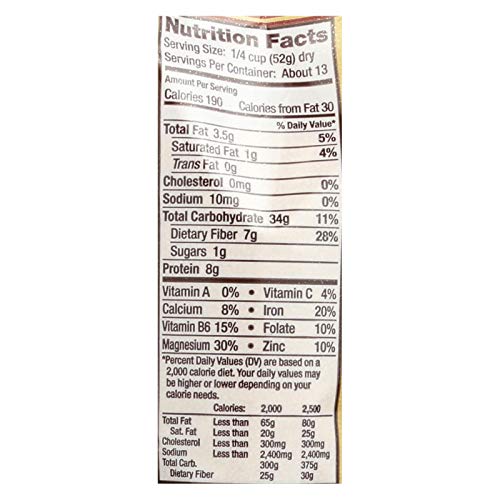 Nutrition Facts
Serving Size: 1/4 cup (52g) dry
Servings Per Container: About 13
Amount Per Serving
Calories 190 Calories from Fat 30
% Daily Value*
Total Fat 3.5g 5%
Saturated Fat 1g 4%
Trans Fat 0g
Cholesterol 0mg 0%
Sodium 10mg 0%
Total Carbohydrate 34g 11%
Dietary Fiber 7g 28%
Sugars 1g
Protein 8g
Vitamin A 0% • Vitamin C 4%
Calcium 8% • Iron 20%
Vitamin B6 15% • Folate 10%
Magnesium 30% • Zinc 10%
*Percent Daily Values (DV) are based on a
2,000 calorie diet. Your daily values may
be higher or lower depending on your
calorie needs.
Calories: 2,000 2,500
Total Fat Less than 65g 80g
Sat. Fat Less than 20g 25g
Cholesterol Less than 300mg 300mg
Sodium Less than 2,400mg 2,400mg
Total Carb. 300g 375g
Dietary Fiber 25g 30g